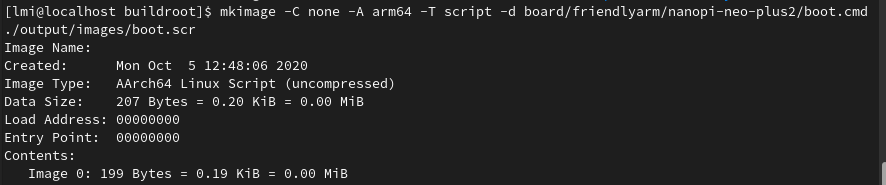 [lmi@localhost buildroot]$ mkimage -C none -A arm64 -T script -d board/friendlyarm/nanopi-neo-plus2/boot.cmd
./output/images/boot.scr
Image Name:
Created:      Mon Oct  5 12:48:06 2020
Image Type:   AArch64 Linux Script (uncompressed)
Data Size:    207 Bytes = 0.20 KiB = 0.00 MiB
Load Address: 00000000
Entry Point:  00000000
Contents:
   Image 0: 199 Bytes = 0.19 KiB = 0.00 MiB